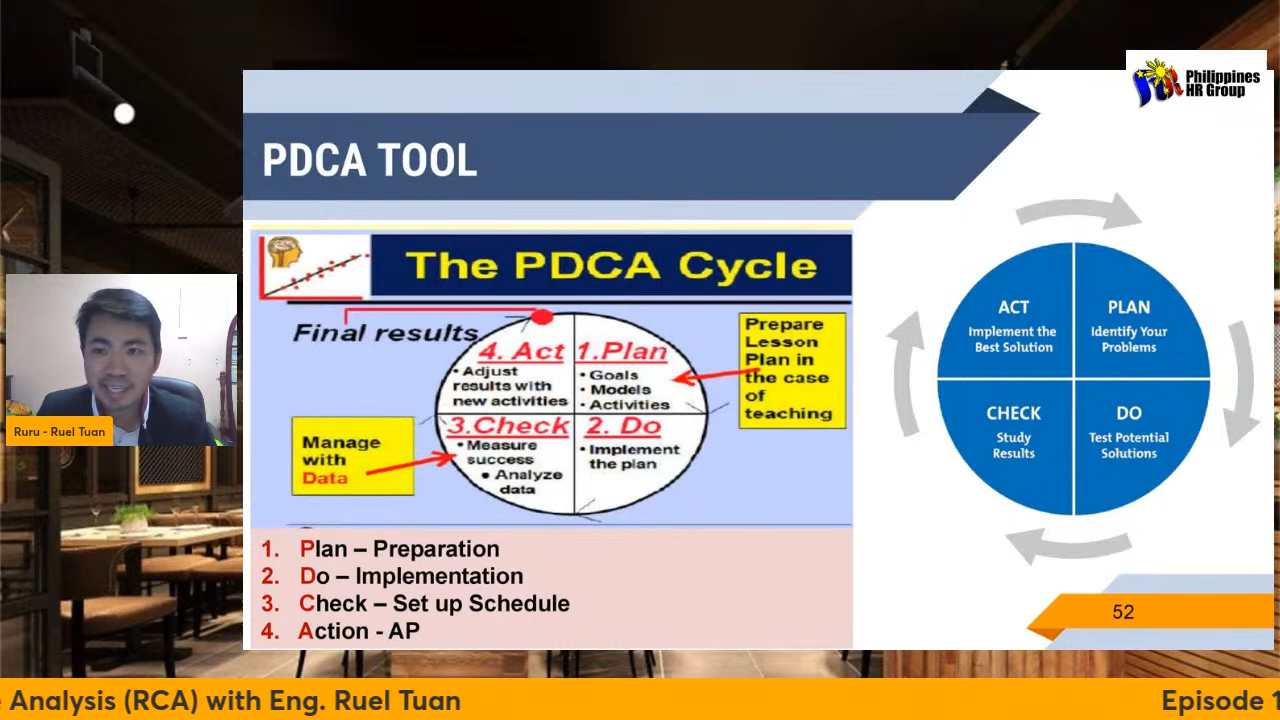 Philippines
HR Group
PDCA TOOL
The PDCA Cycle
Final results
4. Act
• Adjust
results with
new activities
1.Plan
• Goals
• Models
• Activities
Prepare
Lesson
Plan in
the case
of
teaching
3.Check
• Measure
success
• Analyze
data
2. Do
• Implement
the plan
Manage
with
Data
1. Plan – Preparation
2. Do – Implementation
3. Check – Set up Schedule
4. Action - AP
ACT
Implement the
Best Solution
PLAN
Identify Your
Problems
CHECK
Study
Results
DO
Test Potential
Solutions
52
Ruru - Ruel Tuan
Analysis (RCA) with Eng. Ruel Tuan
Episode 1